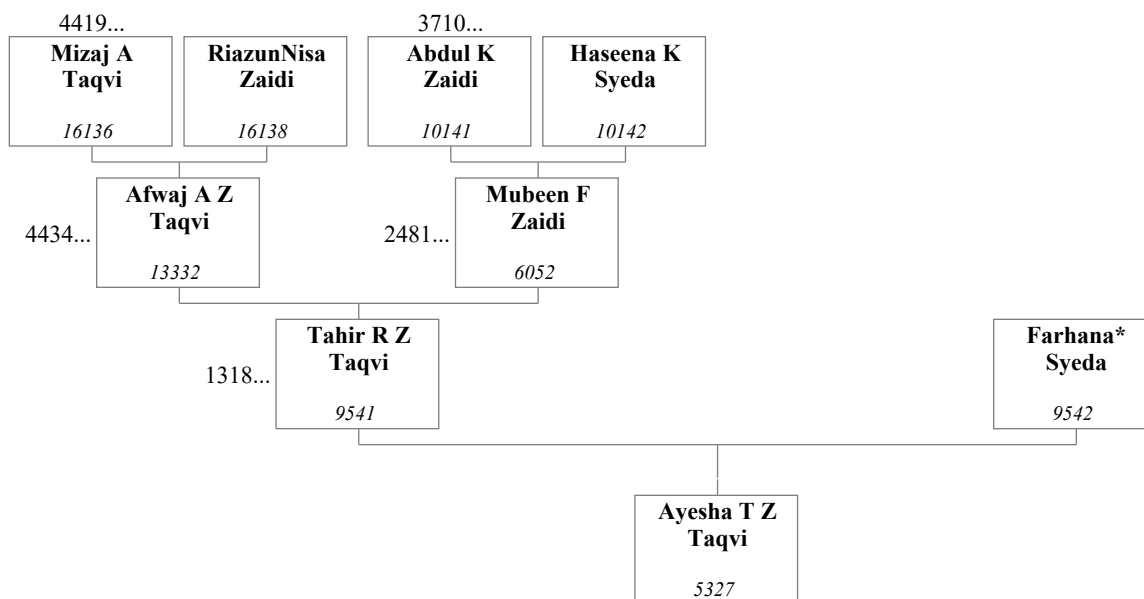 4419...
3710...
Mizaj A
Taqvi
16136
RiazunNisa
Zaidi
16138
Abdul K
Zaidi
10141
Haseena K
Syeda
10142
4434...
Afwaj A Z
Taqvi
13332
2481...
Mubeen F
Zaidi
6052
1318...
Tahir R Z
Taqvi
9541
Farhana*
Syeda
9542
Ayesha T Z
Taqvi
5327